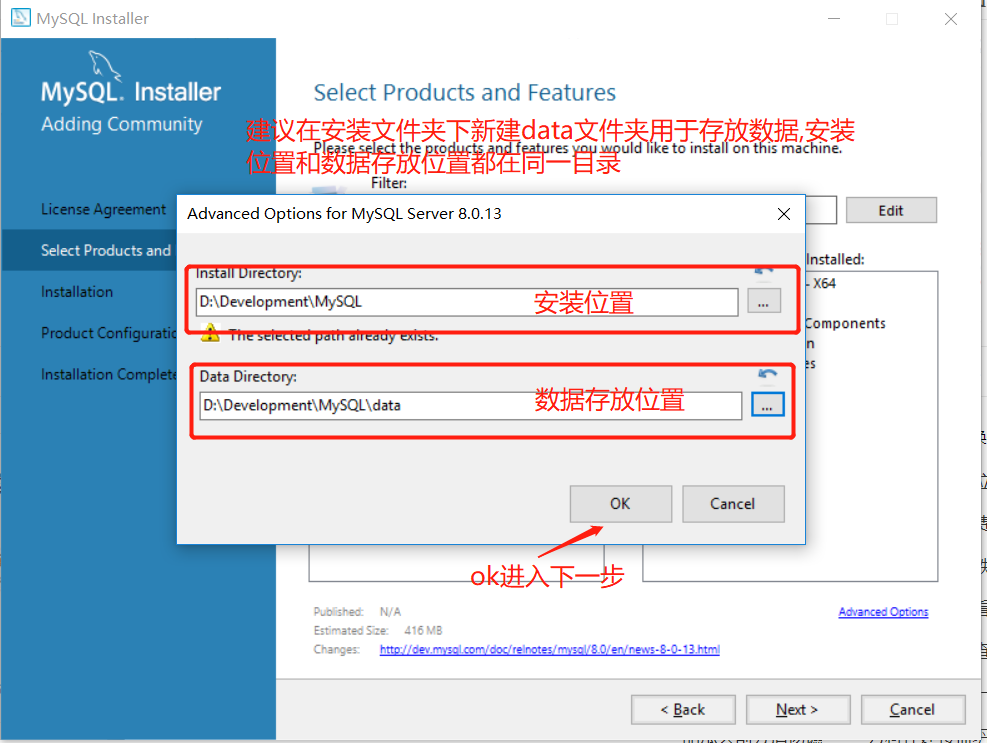 MySQL Installer
MySQL. Installer
Adding Community
License Agreement
Select Products and
Installation
Product Configuratio
Installation Complete
Select Products and Features
建议在安装文件夹下新建data文件夹用于存放数据,安装
位置和数据存放位置都在同一目录
Please select the products and features you would like to install on this machine.
Filter:
Edit
Advanced Options for MySQL Server 8.0.13
Installed:
- X64
Components
n
es
Install Directory:
D:\Development\MySQL
安装位置
...
The selected path already exists.
Data Directory:
D:\Development\MySQL\data
数据存放位置
...
OK
Cancel
ok进入下一步
Published: N/A
Advanced Options
Estimated Size: 416 MB
Changes: http://dev.mysql.com/doc/relnotes/mysql/8.0/en/news-8-0-13.html
< Back
Next >
Cancel